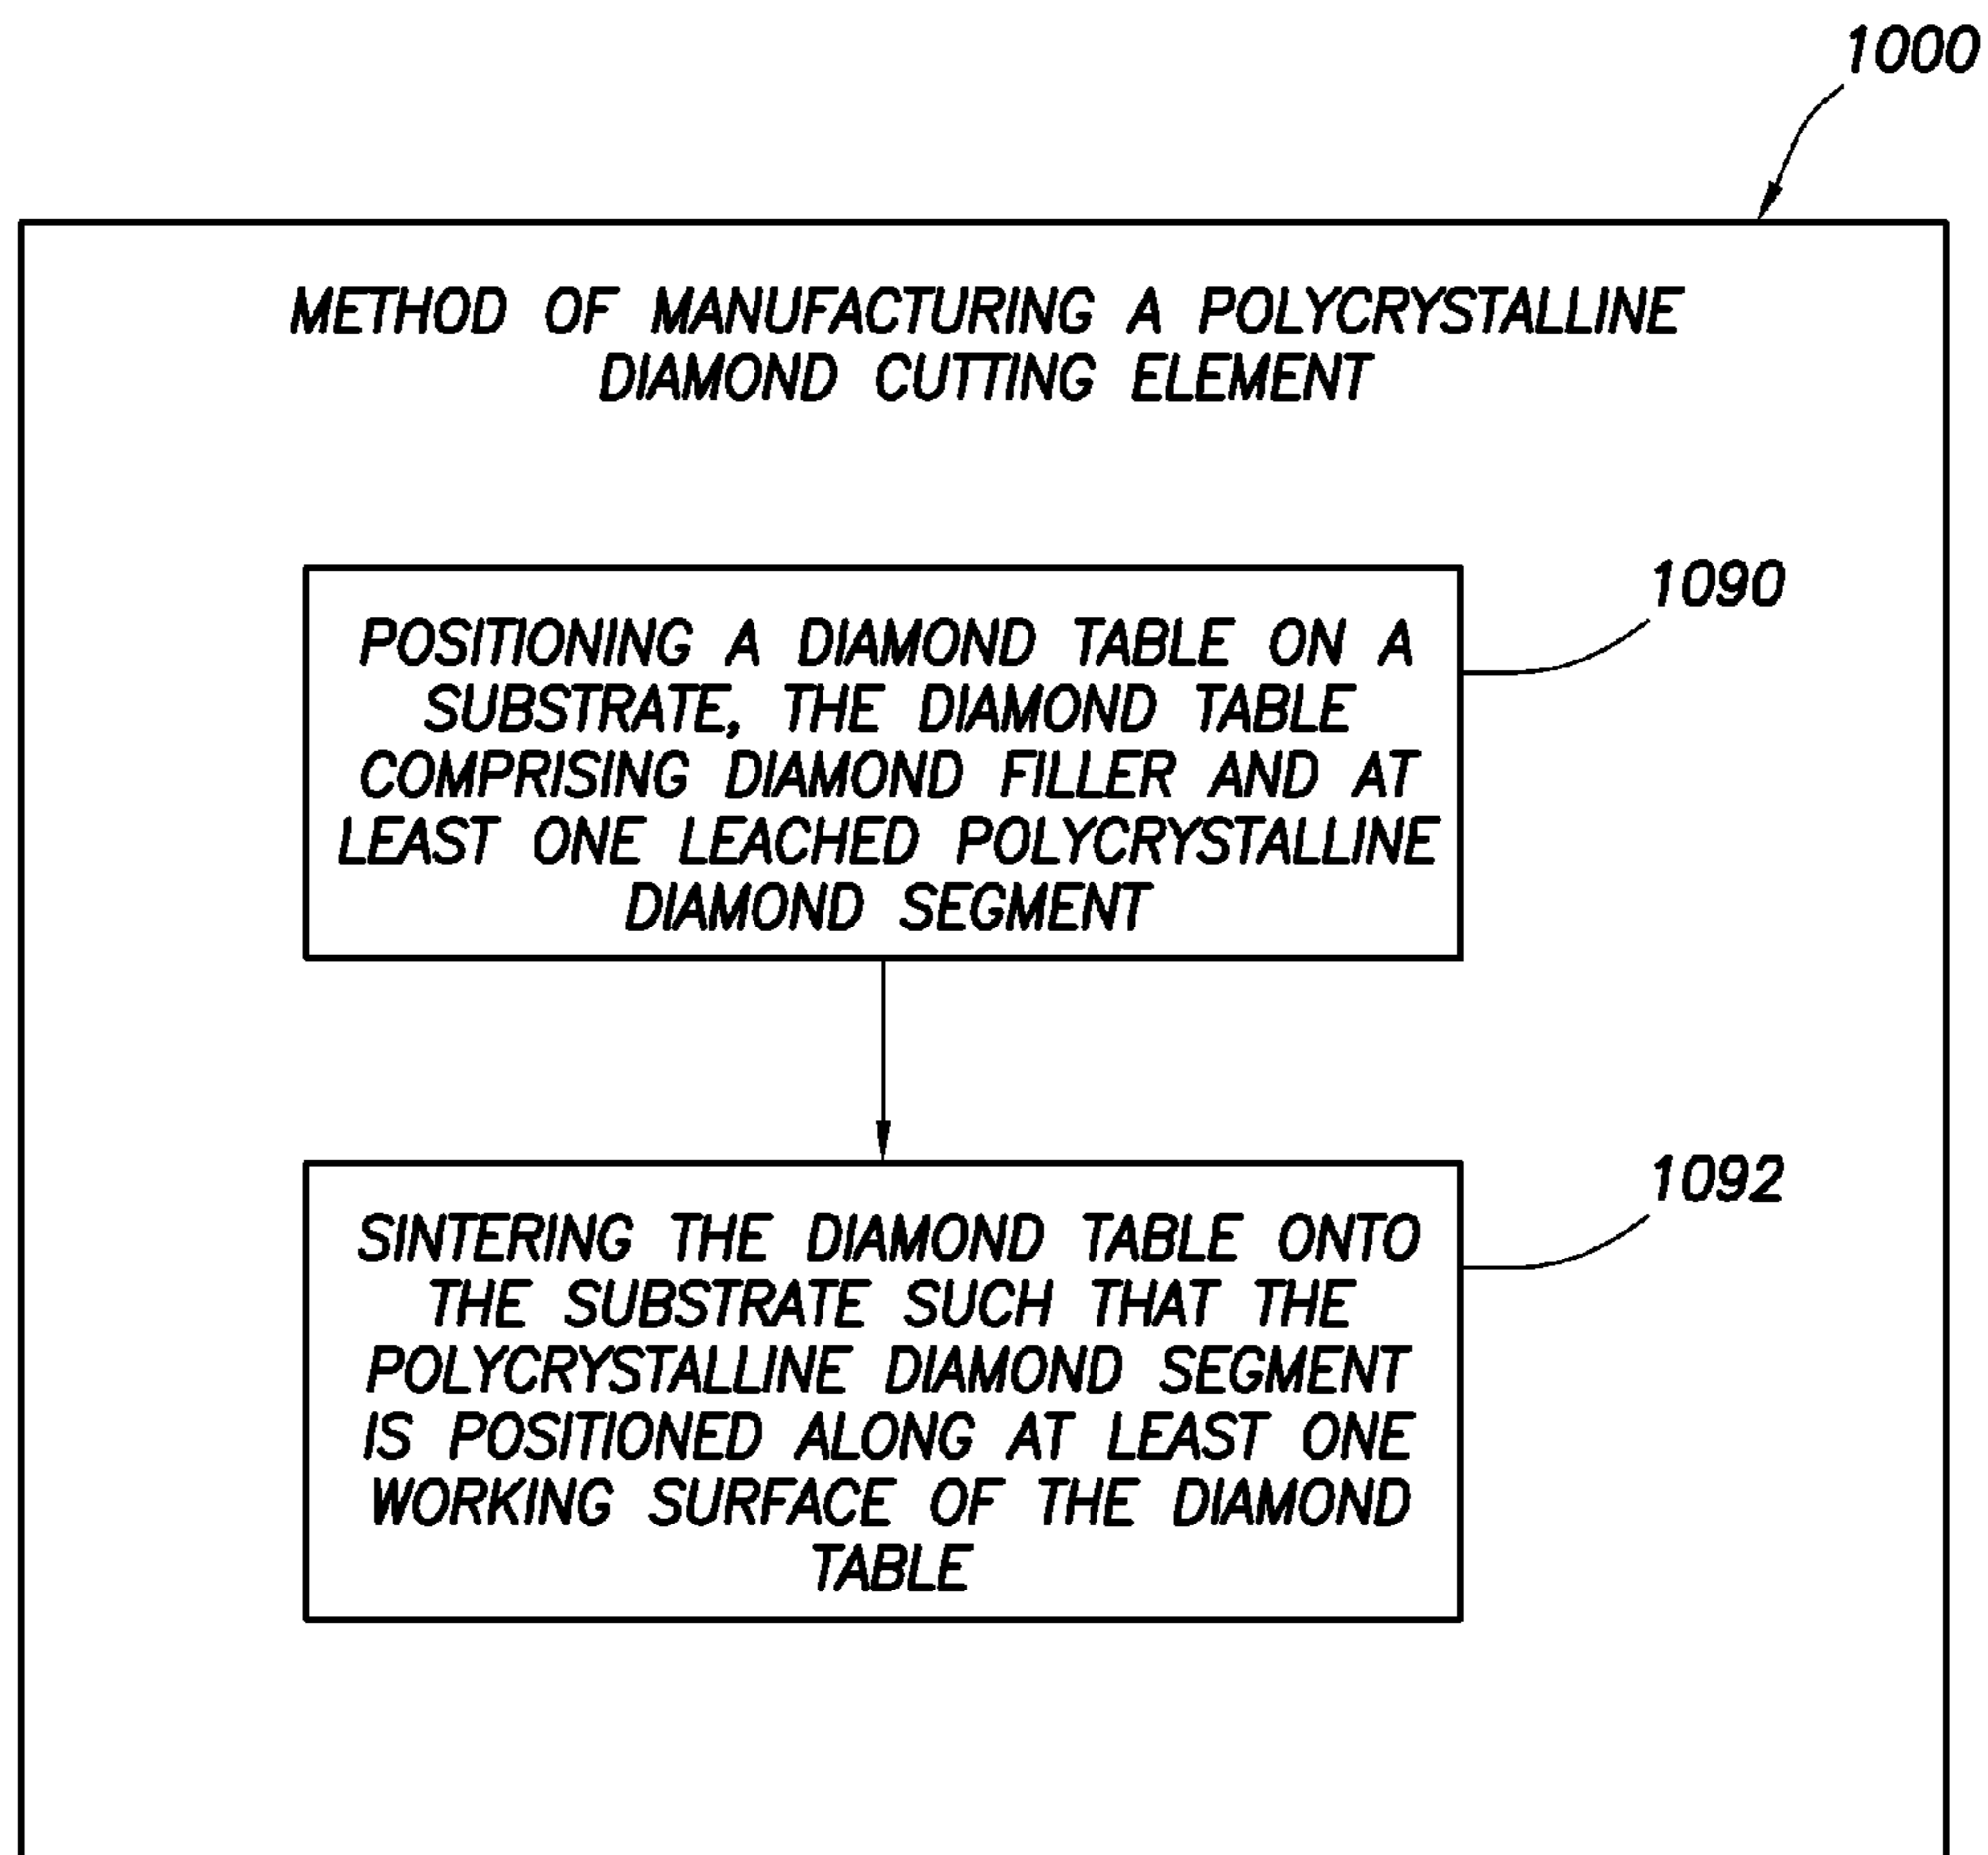 1000
METHOD OF MANUFACTURING A POLYCRYSTALLINE
DIAMOND CUTTING ELEMENT
1090
POSITIONING A DIAMOND TABLE ON A
SUBSTRATE, THE DIAMOND TABLE
COMPRISING DIAMOND FILLER AND AT
LEAST ONE LEACHED POLYCRYSTALLINE
DIAMOND SEGMENT
1092
SINTERING THE DIAMOND TABLE ONTO
THE SUBSTRATE SUCH THAT THE
POLYCRYSTALLINE DIAMOND SEGMENT
IS POSITIONED ALONG AT LEAST ONE
WORKING SURFACE OF THE DIAMOND
TABLE